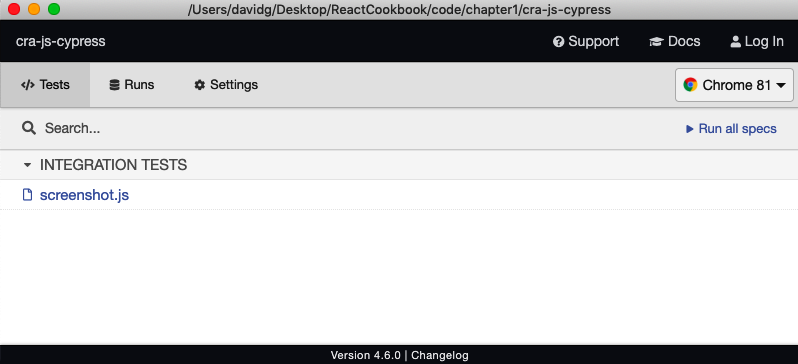 /Users/davidg/Desktop/ReactCookbook/code/chapter1/cra-js-cypress
cra-js-cypress Support Docs Log In
Tests Runs Settings Chrome 81
Search... Run all specs
INTEGRATION TESTS
screenshot.js
Version 4.6.0 | Changelog